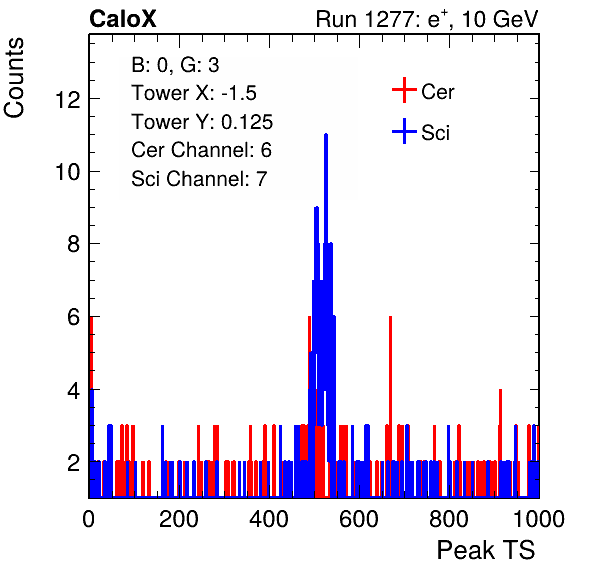 CaloX Run 1277: e⁺, 10 GeV
Counts
B: 0, G: 3
Tower X: -1.5
Tower Y: 0.125
Cer Channel: 6
Sci Channel: 7
Cer
Sci
12
10
8
6
4
2
0 200 400 600 800 1000
Peak TS